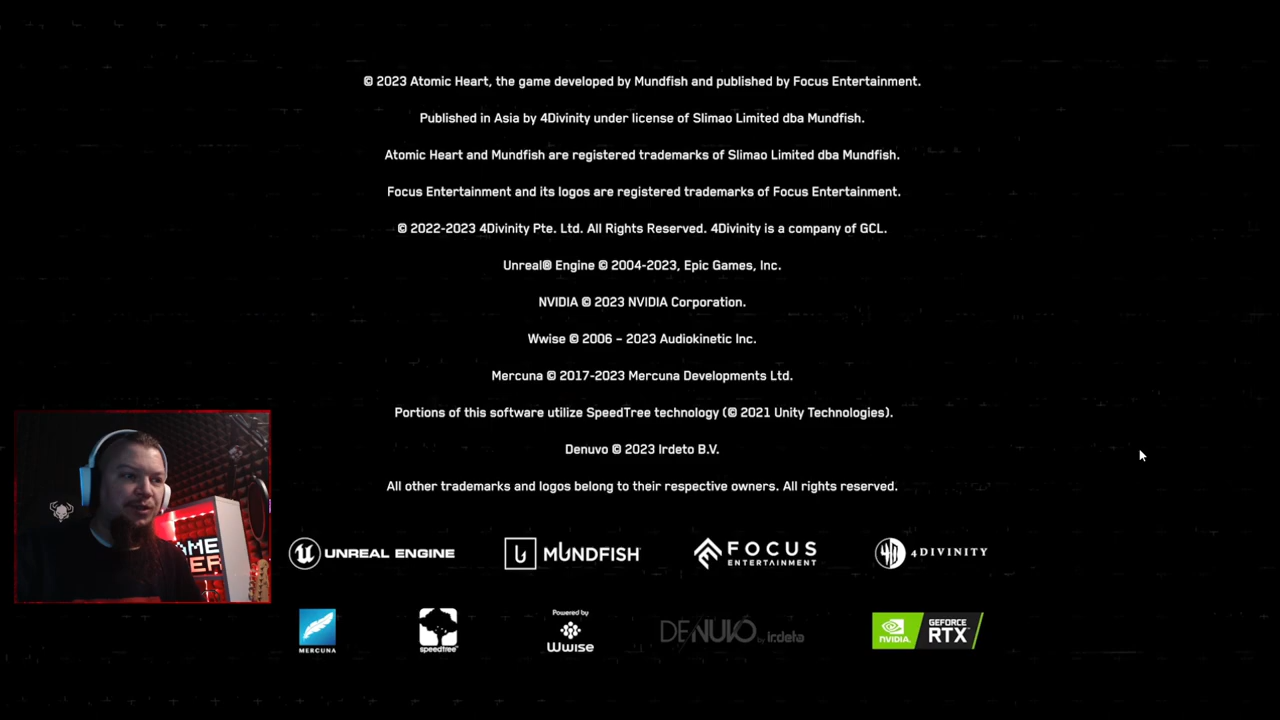 © 2023 Atomic Heart, the game developed by Mundfish and published by Focus Entertainment.
Published in Asia by 4Divinity under license of Slimao Limited dba Mundfish.
Atomic Heart and Mundfish are registered trademarks of Slimao Limited dba Mundfish.
Focus Entertainment and its logos are registered trademarks of Focus Entertainment.
© 2022-2023 4Divinity Pte. Ltd. All Rights Reserved. 4Divinity is a company of GCL.
Unreal® Engine © 2004-2023, Epic Games, Inc.
NVIDIA © 2023 NVIDIA Corporation.
Wwise © 2006 – 2023 Audiokinetic Inc.
Mercuna © 2017-2023 Mercuna Developments Ltd.
Portions of this software utilize SpeedTree technology (© 2021 Unity Technologies).
Denuvo © 2023 Irdeto B.V.
All other trademarks and logos belong to their respective owners. All rights reserved.
UNREAL ENGINE
MUNDFISH
FOCUS
ENTERTAINMENT
4DIVINITY
MERCUNA
speedtree
Powered by
Wwise
DENUVO by irdeto
NVIDIA.
GEFORCE
RTX